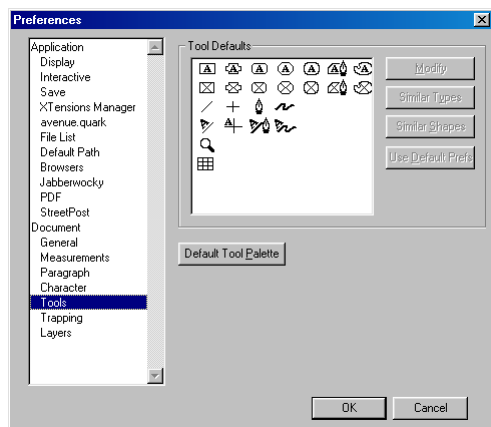 Preferences
Application
Display
Interactive
Save
XTensions Manager
avenue.quark
File List
Default Path
Browsers
Jabberwocky
PDF
StreetPost
Document
General
Measurements
Paragraph
Character
Tools
Trapping
Layers
Tool Defaults
Modify
Similar Types
Similar Shapes
Use Default Prefs
Default Tool Palette
OK
Cancel